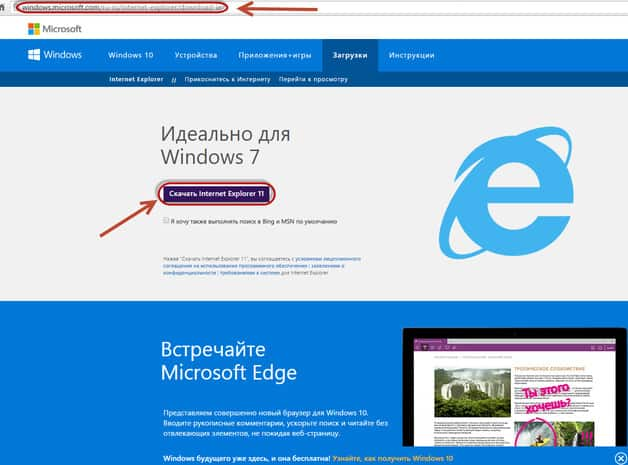 windows.microsoft.com/ru-ru/internet-explorer/download-ie
Microsoft
Windows
Windows 10
Устройства
Приложения+игры
Загрузки
Инструкции
Internet Explorer
//
Прикоснитесь к Интернету
Перейти к просмотру
Идеально для
Windows 7
Скачать Internet Explorer 11
Я хочу также выполнять поиск в Bing и MSN по умолчанию
Нажав "Скачать Internet Explorer 11", вы соглашаетесь с условиями лицензионного
соглашения на использование программного обеспечения | заявлением о
конфиденциальности | требованиями к системе для Internet Explorer.
Встречайте
Microsoft Edge
Представляем совершенно новый браузер для Windows 10.
Вводите рукописные комментарии, ускорьте поиск и читайте без
отвлекающих элементов, не покидая веб-страницу.
Windows будущего уже здесь, и она бесплатна! Узнайте, как получить Windows 10
ТРОПИЧЕСКОЕ СПОКОЙСТВИЕ
Ты этого
хочешь?